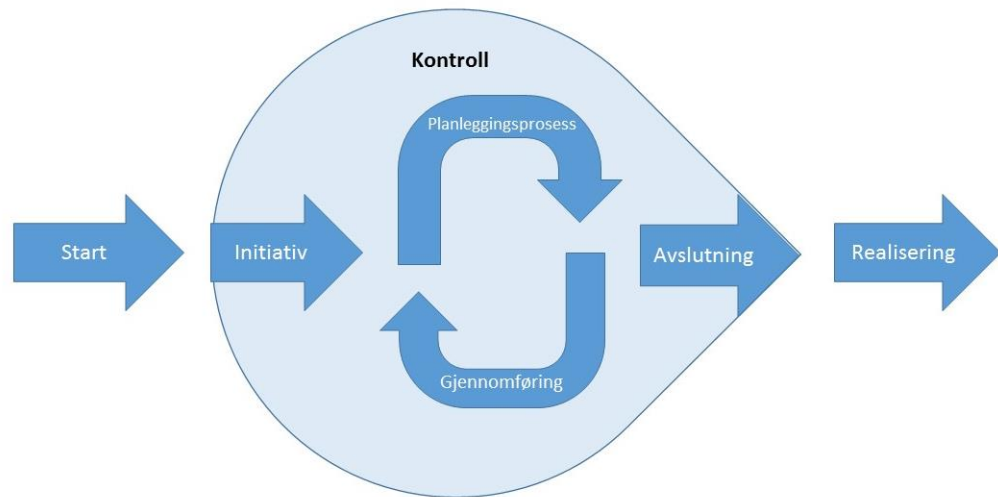 Kontroll
Planleggingsprosess
Start
Initiativ
Avslutning
Realisering
Gjennomføring